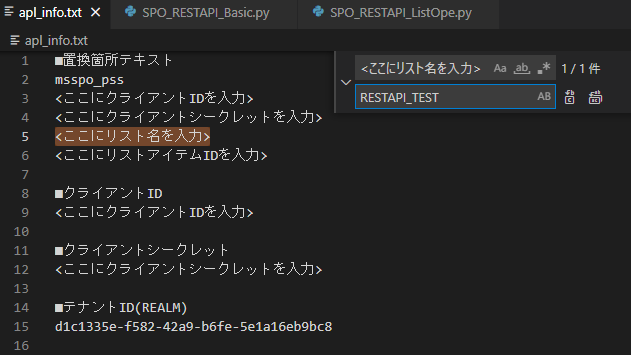 apl_info.txt
SPO_RESTAPI_Basic.py
SPO_RESTAPI_ListOpe.py
apl_info.txt
<ここにリスト名を入力>
Aa
ab
.*
1 / 1 件
RESTAPI_TEST
AB
1 ■置換箇所テキスト
2 msspo_pss
3 <ここにクライアントIDを入力>
4 <ここにクライアントシークレットを入力>
5 <ここにリスト名を入力>
6 <ここにリストアイテムIDを入力>
7
8 ■クライアントID
9 <ここにクライアントIDを入力>
10
11 ■クライアントシークレット
12 <ここにクライアントシークレットを入力>
13
14 ■テナントID(REALM)
15 d1c1335e-f582-42a9-b6fe-5e1a16eb9bc8
16